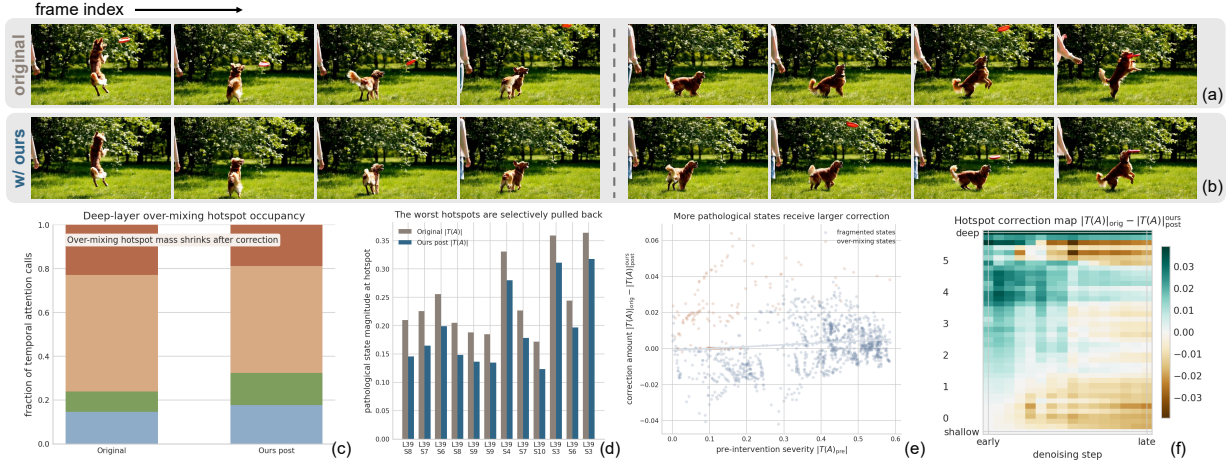 frame index
original
(a)
w/ ours
(b)
Deep-layer over-mixing hotspot occupancy
Over-mixing hotspot mass shrinks after correction
fraction of temporal attention calls
1.0
0.8
0.6
0.4
0.2
0.0
Original
Ours post
(c)
The worst hotspots are selectively pulled back
Original |T(A)|
Ours post |T(A)|
pathological state magnitude at hotspot
0.35
0.30
0.25
0.20
0.15
0.10
0.05
0.00
L39 L39 L39 L39 L39 L39 L39 L39 L39 L39 L39
S8 S7 S6 S8 S9 S9 S4 S7 S10 S3 S6 S3
(d)
More pathological states receive larger correction
fragmented states
over-mixing states
correction amount |T(A)|orig − |T(A)|ours post
0.06
0.04
0.02
0.00
−0.02
−0.04
0.0 0.1 0.2 0.3 0.4 0.5 0.6
pre-intervention severity |T(A)pre|
(e)
Hotspot correction map |T(A)|orig − |T(A)|ours post
deep
5
4
3
2
1
0
shallow
early late
denoising step
0.03
0.02
0.01
0.00
−0.01
−0.02
−0.03
(f)